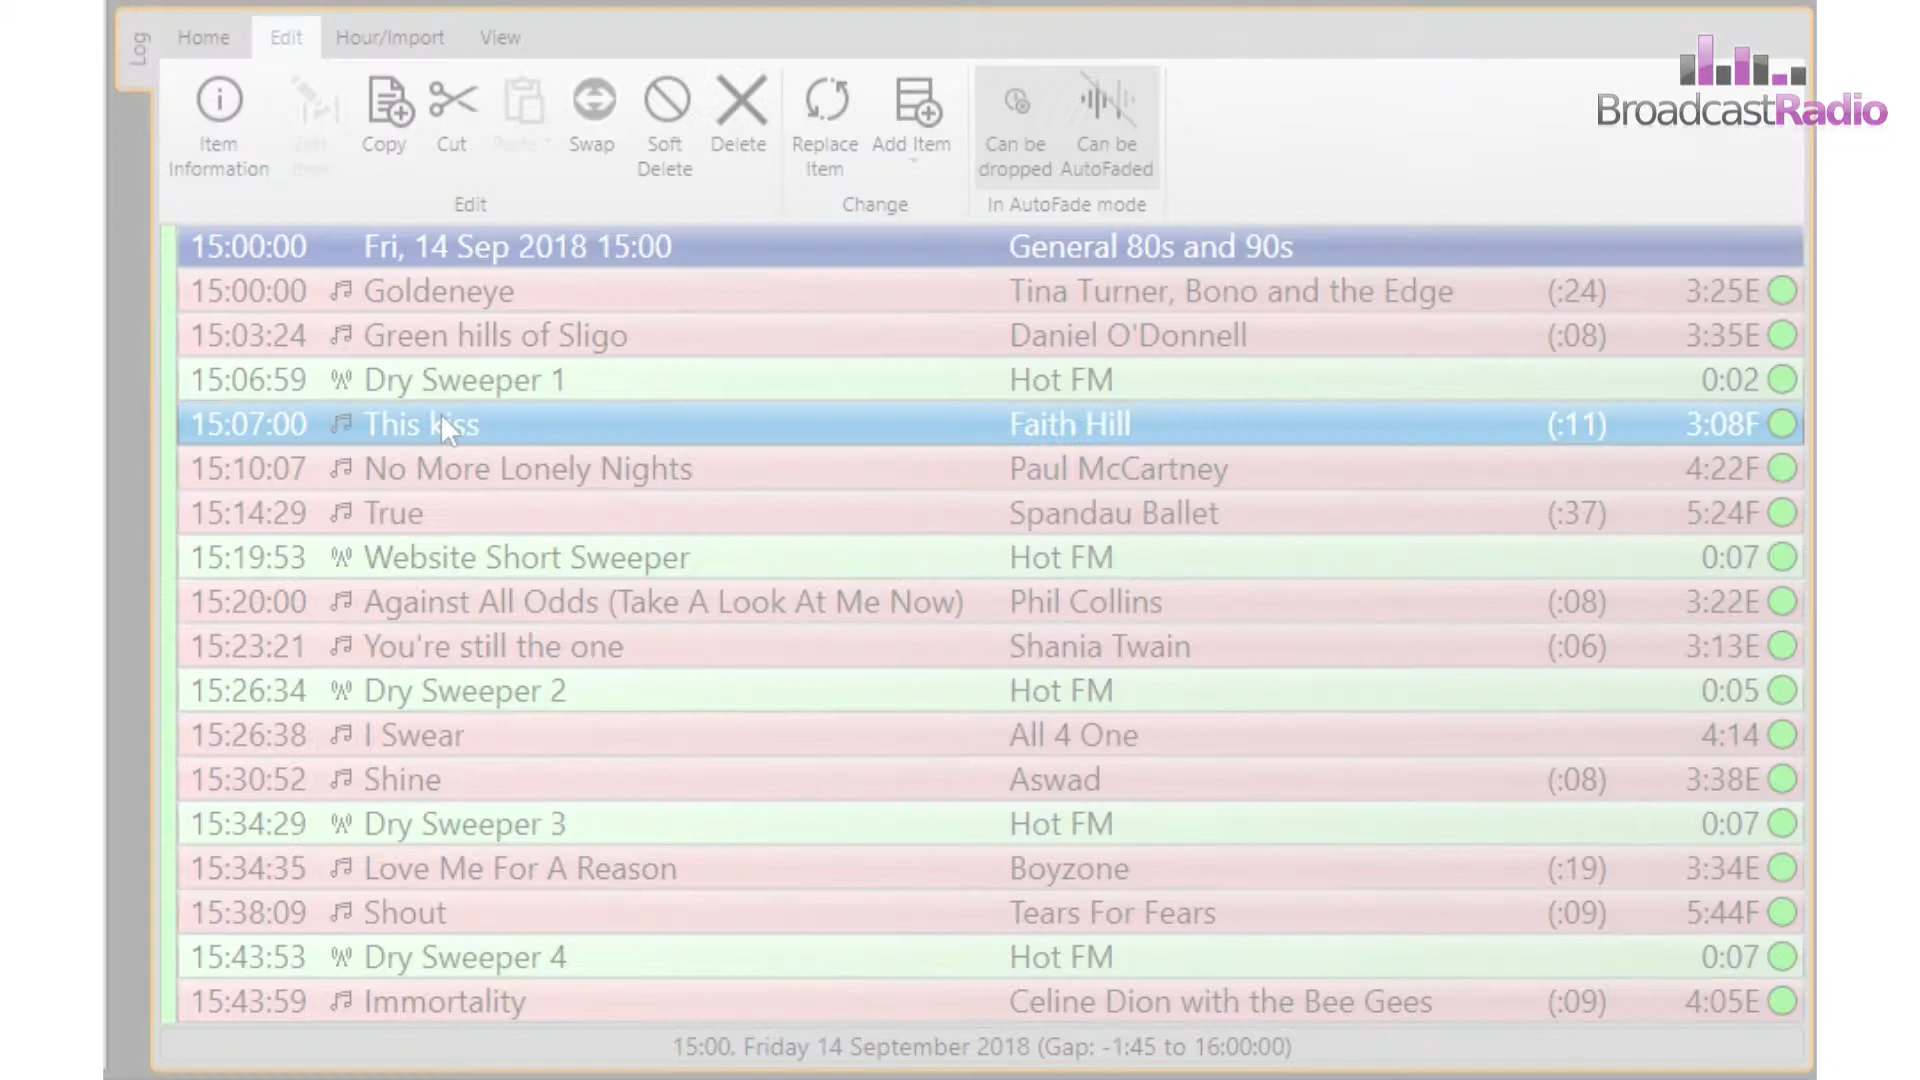 Log
Home Edit Hour/Import View
BroadcastRadio
Item Information
Edit Item
Copy
Cut
Paste
Swap
Soft Delete
Delete
Replace Item
Add Item
Can be dropped
Can be AutoFaded
Edit Change In AutoFade mode
15:00:00 Fri, 14 Sep 2018 15:00 General 80s and 90s
15:00:00 Goldeneye Tina Turner, Bono and the Edge (:24) 3:25E
15:03:24 Green hills of Sligo Daniel O'Donnell (:08) 3:35E
15:06:59 Dry Sweeper 1 Hot FM 0:02
15:07:00 This kiss Faith Hill (:11) 3:08F
15:10:07 No More Lonely Nights Paul McCartney 4:22F
15:14:29 True Spandau Ballet (:37) 5:24F
15:19:53 Website Short Sweeper Hot FM 0:07
15:20:00 Against All Odds (Take A Look At Me Now) Phil Collins (:08) 3:22E
15:23:21 You're still the one Shania Twain (:06) 3:13E
15:26:34 Dry Sweeper 2 Hot FM 0:05
15:26:38 I Swear All 4 One 4:14
15:30:52 Shine Aswad (:08) 3:38E
15:34:29 Dry Sweeper 3 Hot FM 0:07
15:34:35 Love Me For A Reason Boyzone (:19) 3:34E
15:38:09 Shout Tears For Fears (:09) 5:44F
15:43:53 Dry Sweeper 4 Hot FM 0:07
15:43:59 Immortality Celine Dion with the Bee Gees (:09) 4:05E
15:00. Friday 14 September 2018 (Gap: -1:45 to 16:00:00)